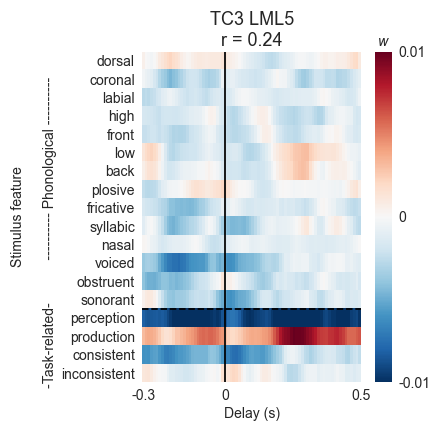 TC3 LML5
r = 0.24
w
dorsal
coronal
labial
high
front
low
back
plosive
fricative
syllabic
nasal
voiced
obstruent
sonorant
perception
production
consistent
inconsistent
Stimulus feature
----------- Phonological ----------
-Task-related-
0.01
0
-0.01
-0.3
0
0.5
Delay (s)